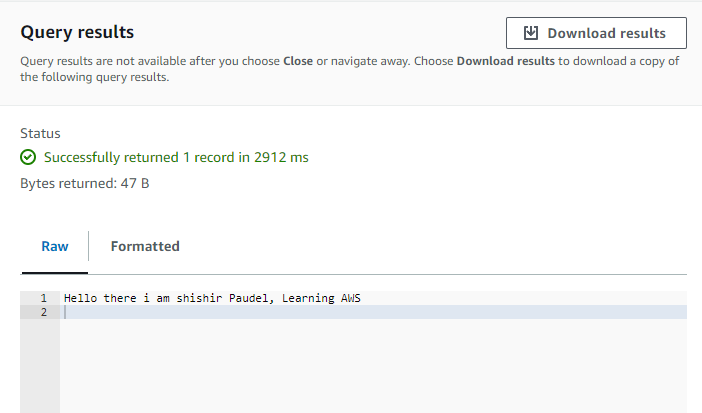 Query results
Download results
Query results are not available after you choose Close or navigate away. Choose Download results to download a copy of
the following query results.
Status
Successfully returned 1 record in 2912 ms
Bytes returned: 47 B
Raw
Formatted
1 Hello there i am shishir Paudel, Learning AWS
2